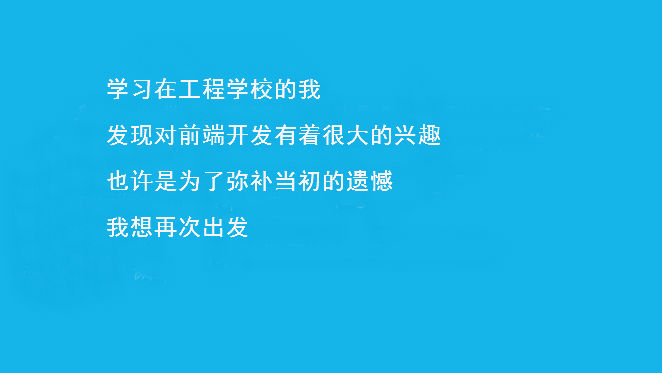 学习在工程学校的我
发现对前端开发有着很大的兴趣
也许是为了弥补当初的遗憾
我想再次出发